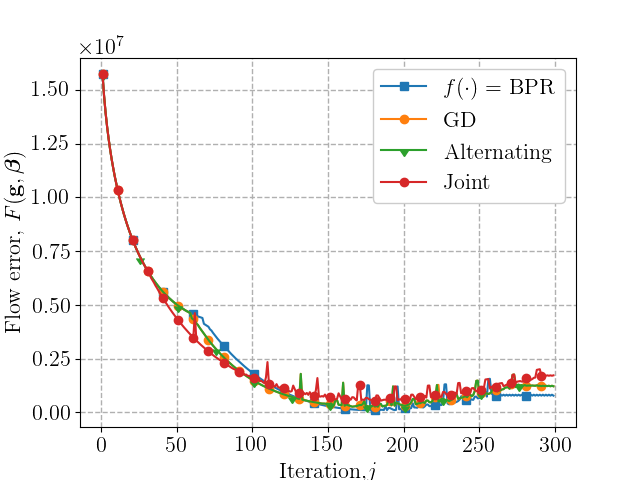 ×10⁷
1.50
1.25
1.00
0.75
0.50
0.25
0.00
Flow error, F(g, β)
0 50 100 150 200 250 300
Iteration, j
f(·) = BPR
GD
Alternating
Joint